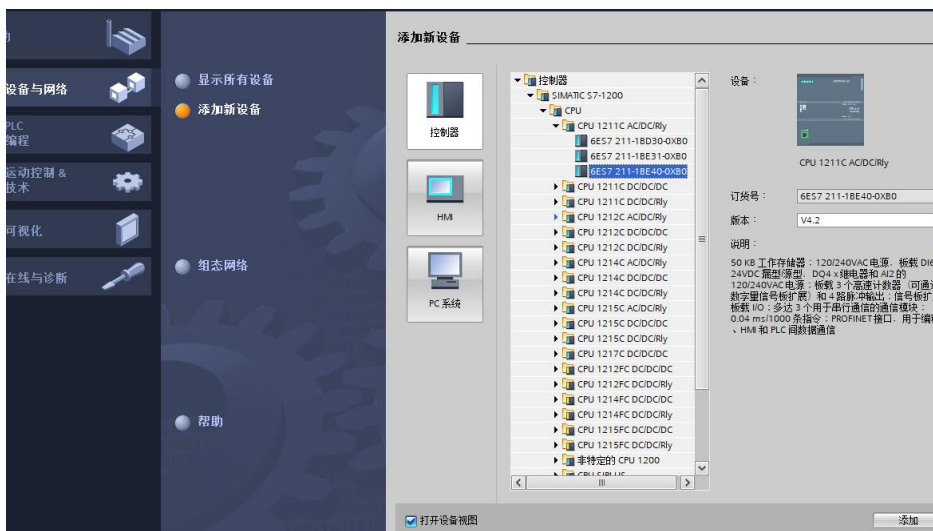 设备与网络
PLC
编程
运动控制 &
技术
可视化
在线与诊断
显示所有设备
添加新设备
组态网络
帮助
添加新设备
控制器
HMI
PC 系统
控制器
SIMATIC S7-1200
CPU
CPU 1211C AC/DC/Rly
6ES7 211-1BD30-0XB0
6ES7 211-1BE31-0XB0
6ES7 211-1BE40-0XB0
CPU 1211C DC/DC/DC
CPU 1211C DC/DC/Rly
CPU 1212C AC/DC/Rly
CPU 1212C DC/DC/DC
CPU 1212C DC/DC/Rly
CPU 1214C AC/DC/Rly
CPU 1214C DC/DC/DC
CPU 1214C DC/DC/Rly
CPU 1215C AC/DC/Rly
CPU 1215C DC/DC/DC
CPU 1215C DC/DC/Rly
CPU 1217C DC/DC/DC
CPU 1212FC DC/DC/DC
CPU 1212FC DC/DC/Rly
CPU 1214FC DC/DC/DC
CPU 1214FC DC/DC/Rly
CPU 1215FC DC/DC/DC
CPU 1215FC DC/DC/Rly
非特定的 CPU 1200
CPU SIPLUS
设备：
CPU 1211C AC/DC/Rly
订货号：
6ES7 211-1BE40-0XB0
版本：
V4.2
说明：
50 KB 工作存储器；120/240VAC 电源，板载 DI6
24VDC 漏型/源型，DQ4 x 继电器和 AI2 的
120/240VAC 电源；板载 3 个高速计数器（可通过
数字量信号板扩展）和 4 路脉冲输出；信号板扩
板载 I/O；多达 3 个用于串行通信的通信模块；
0.04 ms/1000 条指令；PROFINET 接口，用于编
、HMI 和 PLC 间数据通信
打开设备视图
添加